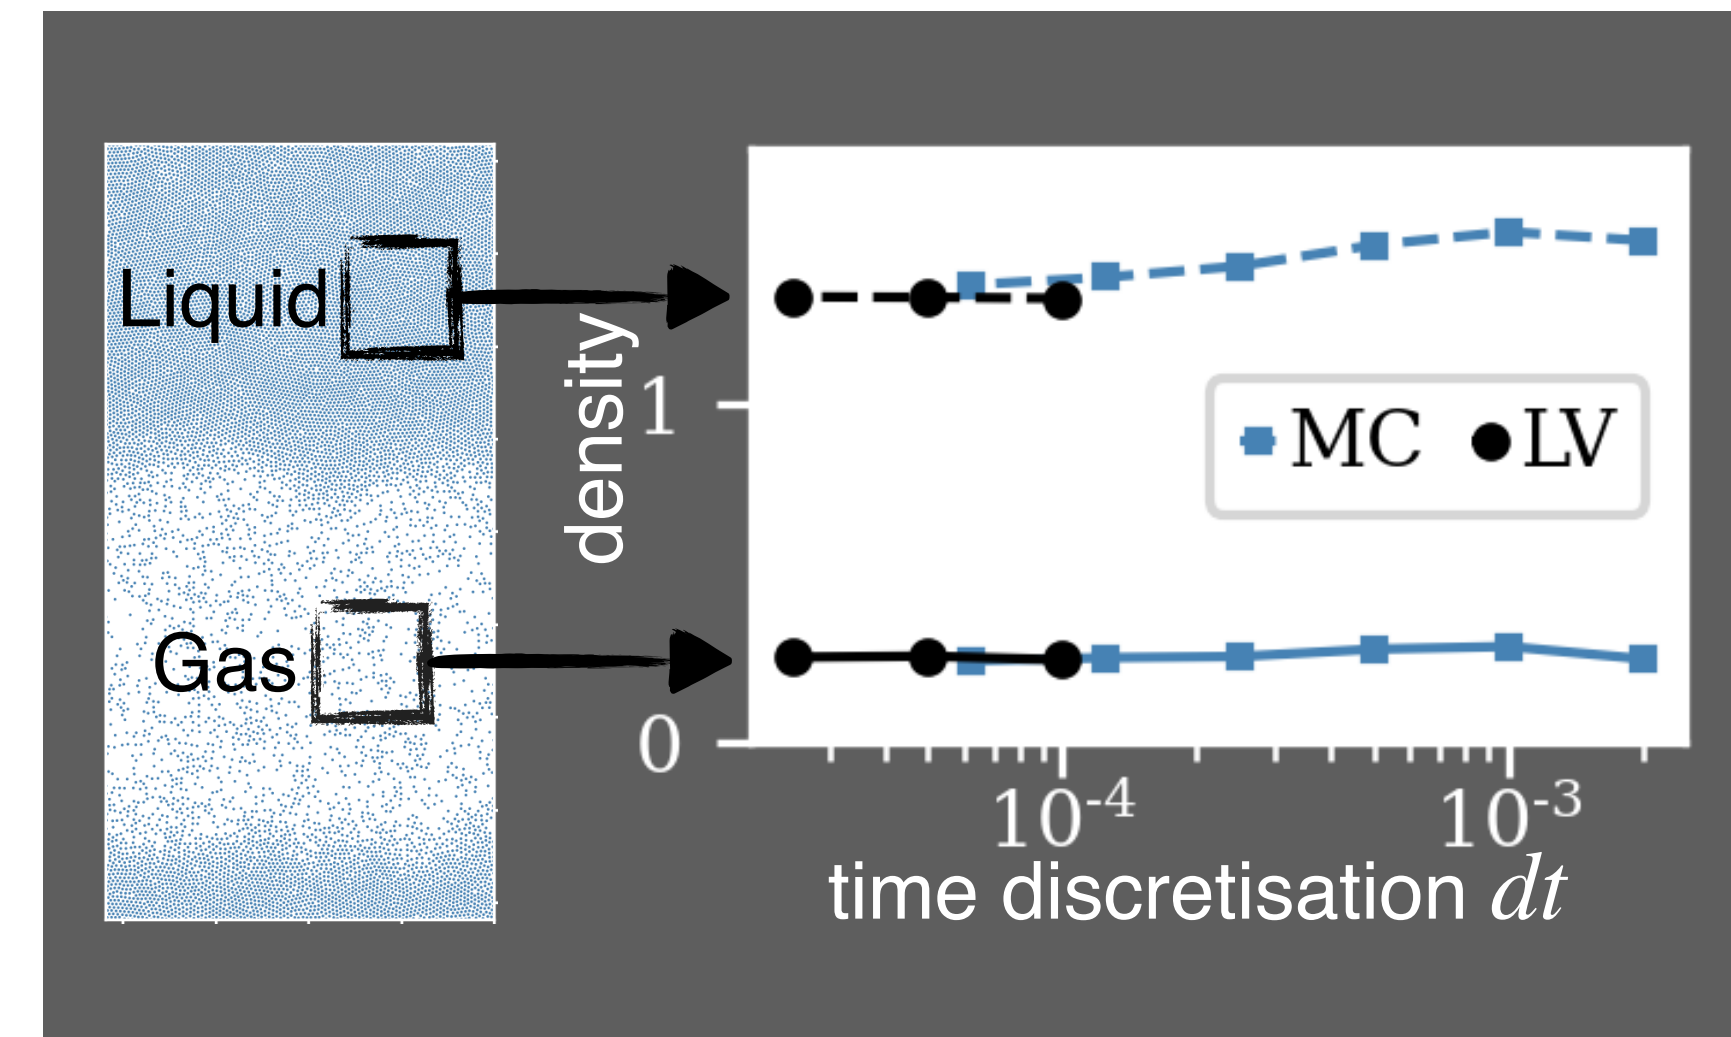 Liquid
Gas
density
1
0
MC LV
10⁻⁴ 10⁻³
time discretisation dt